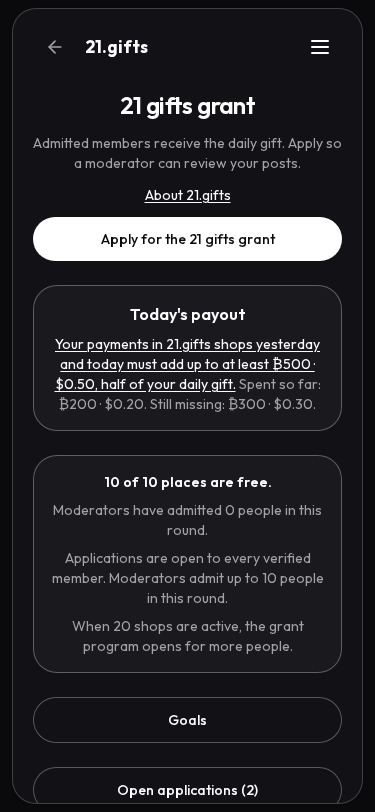 21.gifts
21 gifts grant
Admitted members receive the daily gift. Apply so
a moderator can review your posts.
About 21.gifts
Apply for the 21 gifts grant
Today's payout
Your payments in 21.gifts shops yesterday
and today must add up to at least ₿500 ·
$0.50, half of your daily gift. Spent so far:
₿200 · $0.20. Still missing: ₿300 · $0.30.
10 of 10 places are free.
Moderators have admitted 0 people in this
round.
Applications are open to every verified
member. Moderators admit up to 10 people
in this round.
When 20 shops are active, the grant
program opens for more people.
Goals
Open applications (2)